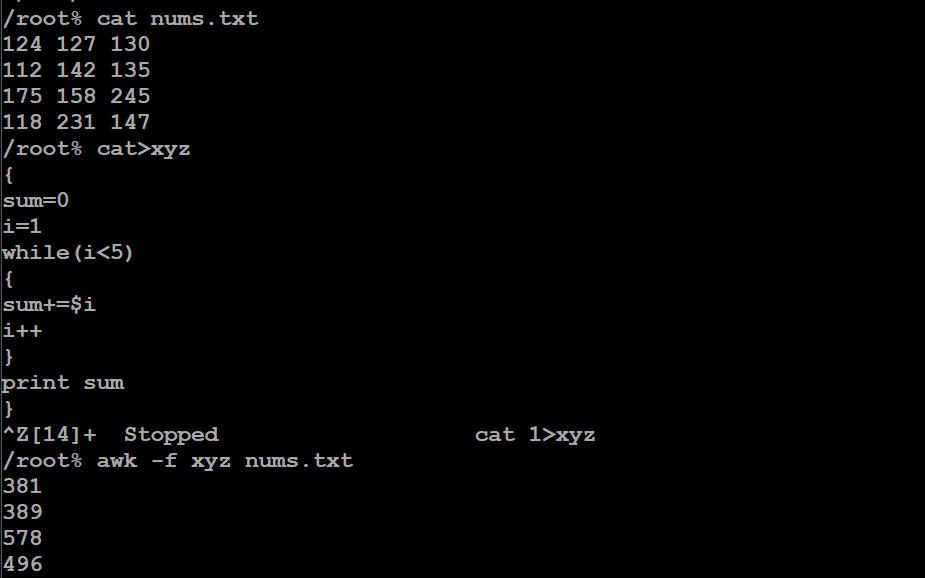 /root% cat nums.txt
124 127 130
112 142 135
175 158 245
118 231 147
/root% cat>xyz
{
sum=0
i=1
while(i<5)
{
sum+=$i
i++
}
print sum
}
^Z[14]+  Stopped                   cat 1>xyz
/root% awk -f xyz nums.txt
381
389
578
496